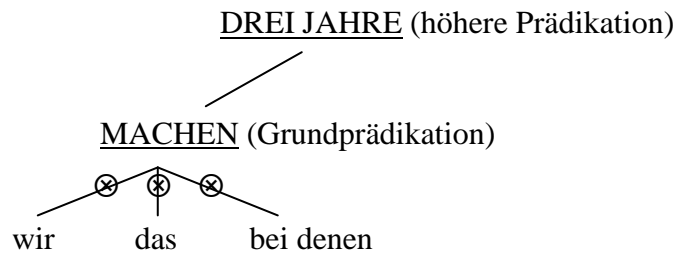 DREI JAHRE (höhere Prädikation)
MACHEN (Grundprädikation)
wir das bei denen